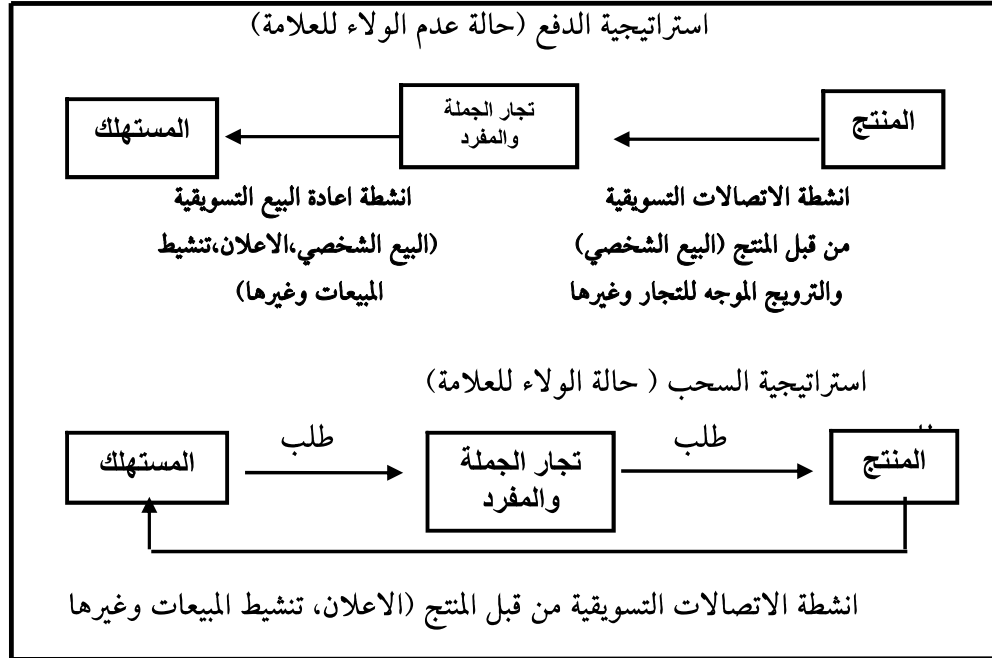 استراتيجية الدفع (حالة عدم الولاء للعلامة)
المنتج
تجار الجملة
والمفرد
المستهلك
انشطة الاتصالات التسويقية
من قبل المنتج (البيع الشخصي)
والترويج الموجه للتجار وغيرها
انشطة اعادة البيع التسويقية
(البيع الشخصي،الاعلان،تنشيط
المبيعات وغيرها)
استراتيجية السحب ( حالة الولاء للعلامة)
المنتج
طلب
تجار الجملة
والمفرد
طلب
المستهلك
انشطة الاتصالات التسويقية من قبل المنتج (الاعلان، تنشيط المبيعات وغيرها